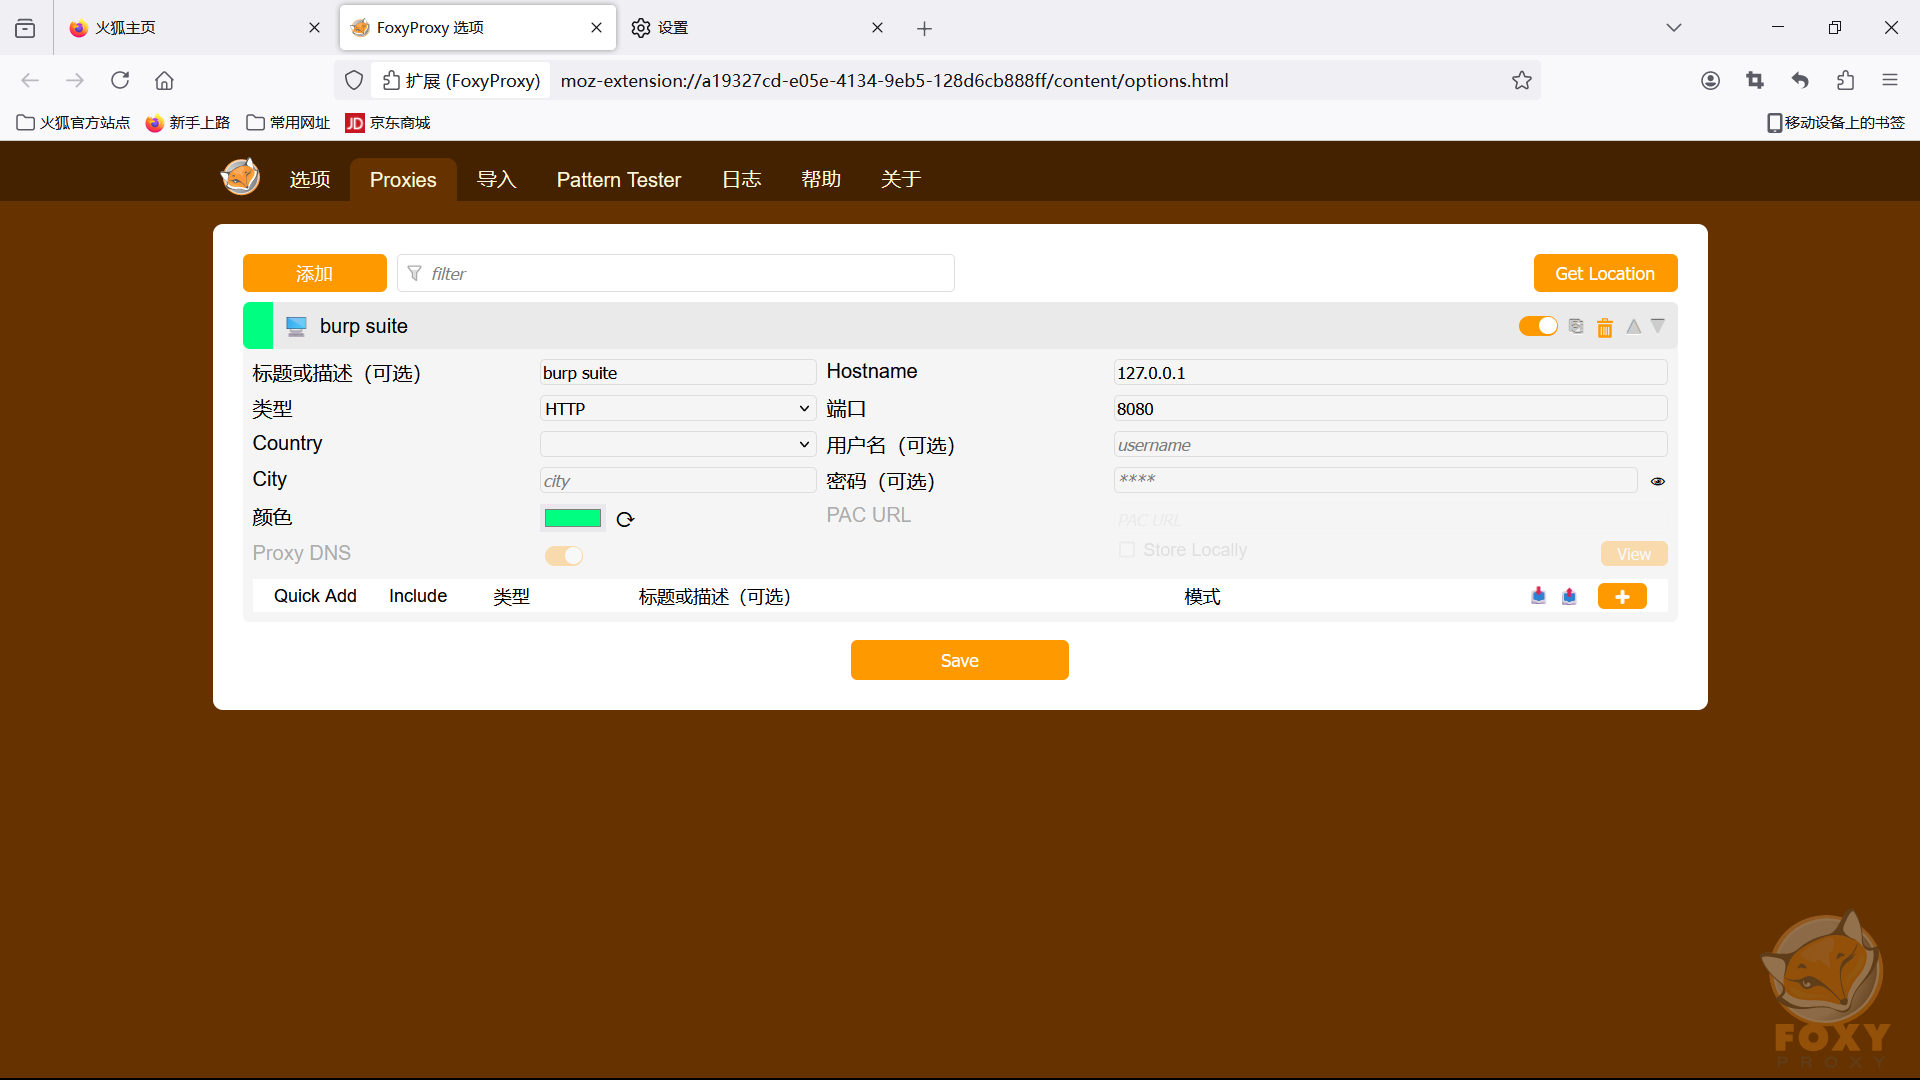 火狐主页
FoxyProxy 选项
设置
扩展 (FoxyProxy)
moz-extension://a19327cd-e05e-4134-9eb5-128d6cb888ff/content/options.html
火狐官方站点
新手上路
常用网址
JD 京东商城
移动设备上的书签
选项
Proxies
导入
Pattern Tester
日志
帮助
关于
添加
filter
Get Location
burp suite
标题或描述（可选）
burp suite
Hostname
127.0.0.1
类型
HTTP
端口
8080
Country
用户名（可选）
username
City
city
密码（可选）
****
颜色
PAC URL
PAC URL
Proxy DNS
Store Locally
View
Quick Add
Include
类型
标题或描述（可选）
模式
Save
FOXY
PROXY